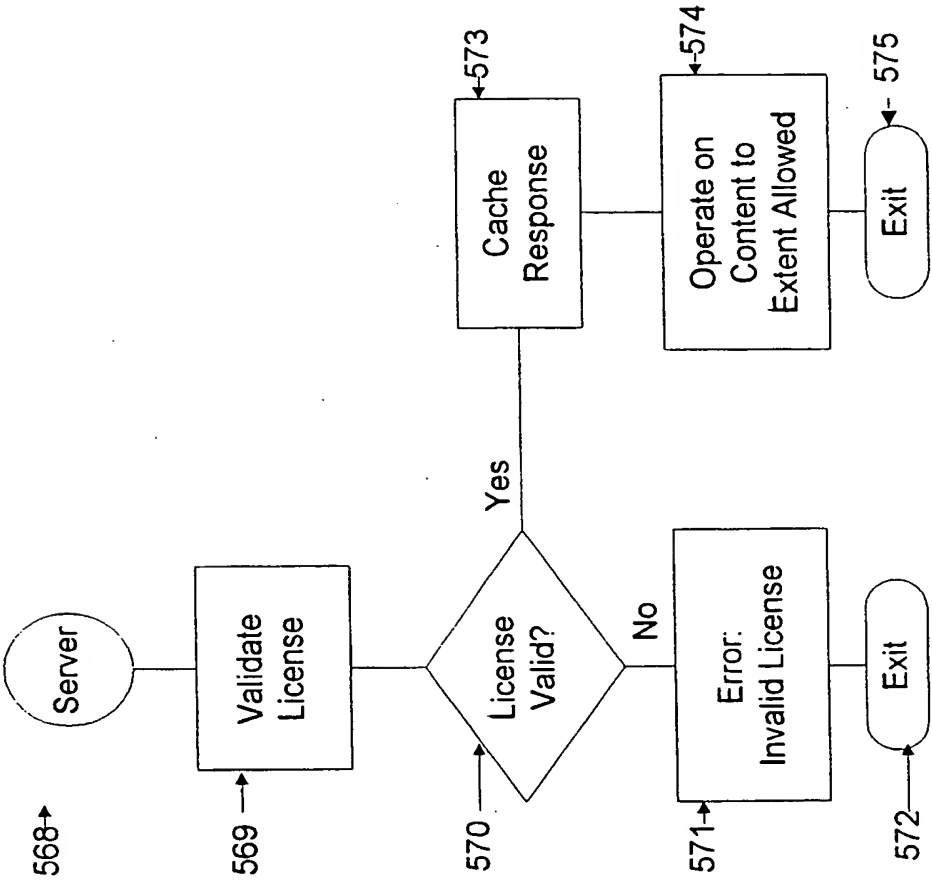 568
Server
569
Validate
License
570
License
Valid?
Yes
No
571
Error:
Invalid License
572
Exit
573
Cache
Response
574
Operate on
Content to
Extent Allowed
575
Exit